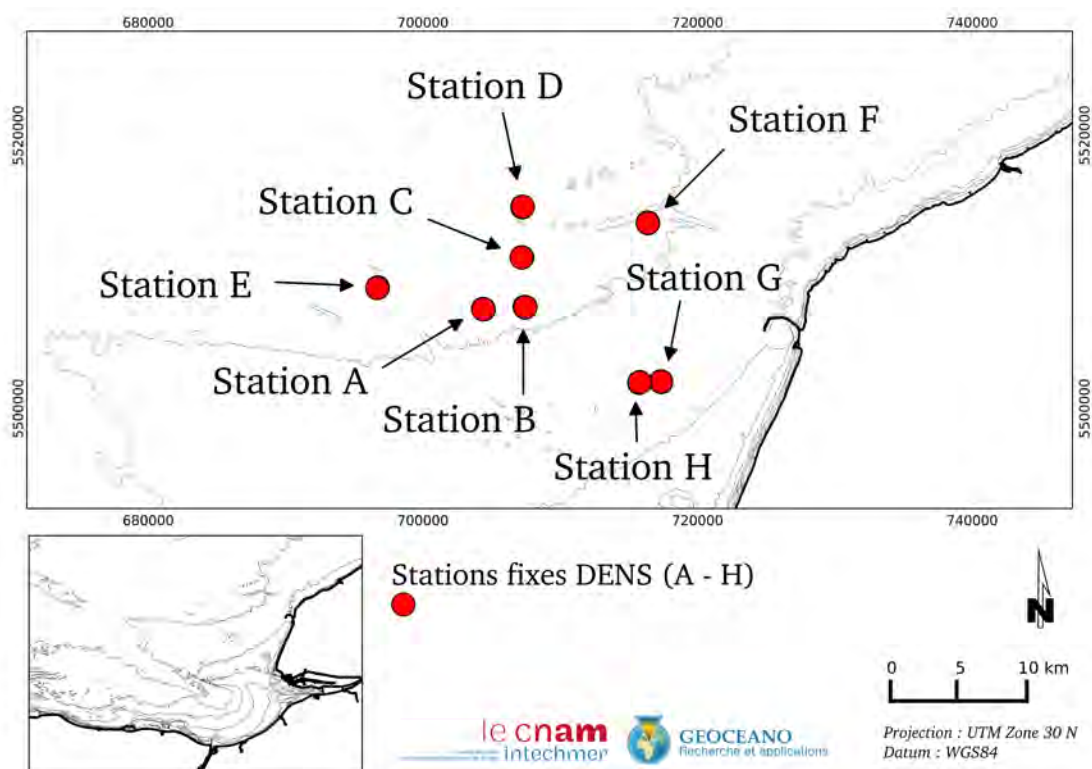 680000
700000
720000
740000
5520000
5520000
5500000
5500000
Station D
Station F
Station C
Station G
Station E
Station A
Station B
Station H
680000
700000
720000
740000
Stations fixes DENS (A - H)
N
0 5 10 km
le cnam
intechmer
GEOCEANO
Recherche et applications
Projection : UTM Zone 30 N
Datum : WGS84